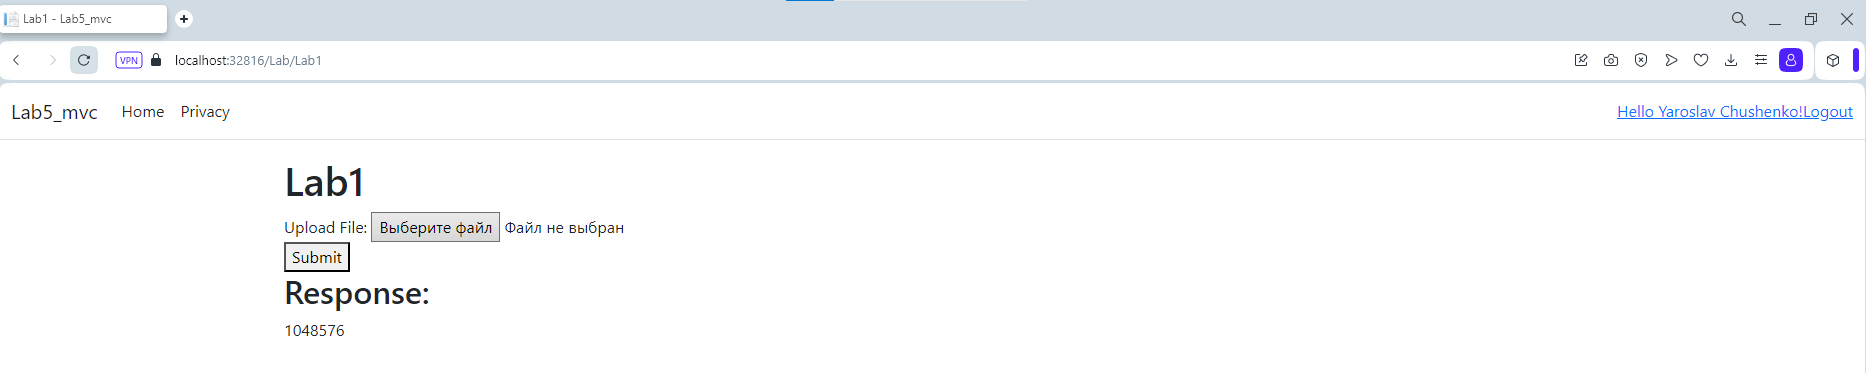 Lab1 - Lab5_mvc
VPN localhost:32816/Lab/Lab1
Lab5_mvc Home Privacy Hello Yaroslav Chushenko!Logout
Lab1
Upload File: Выберите файл Файл не выбран
Submit
Response:
1048576